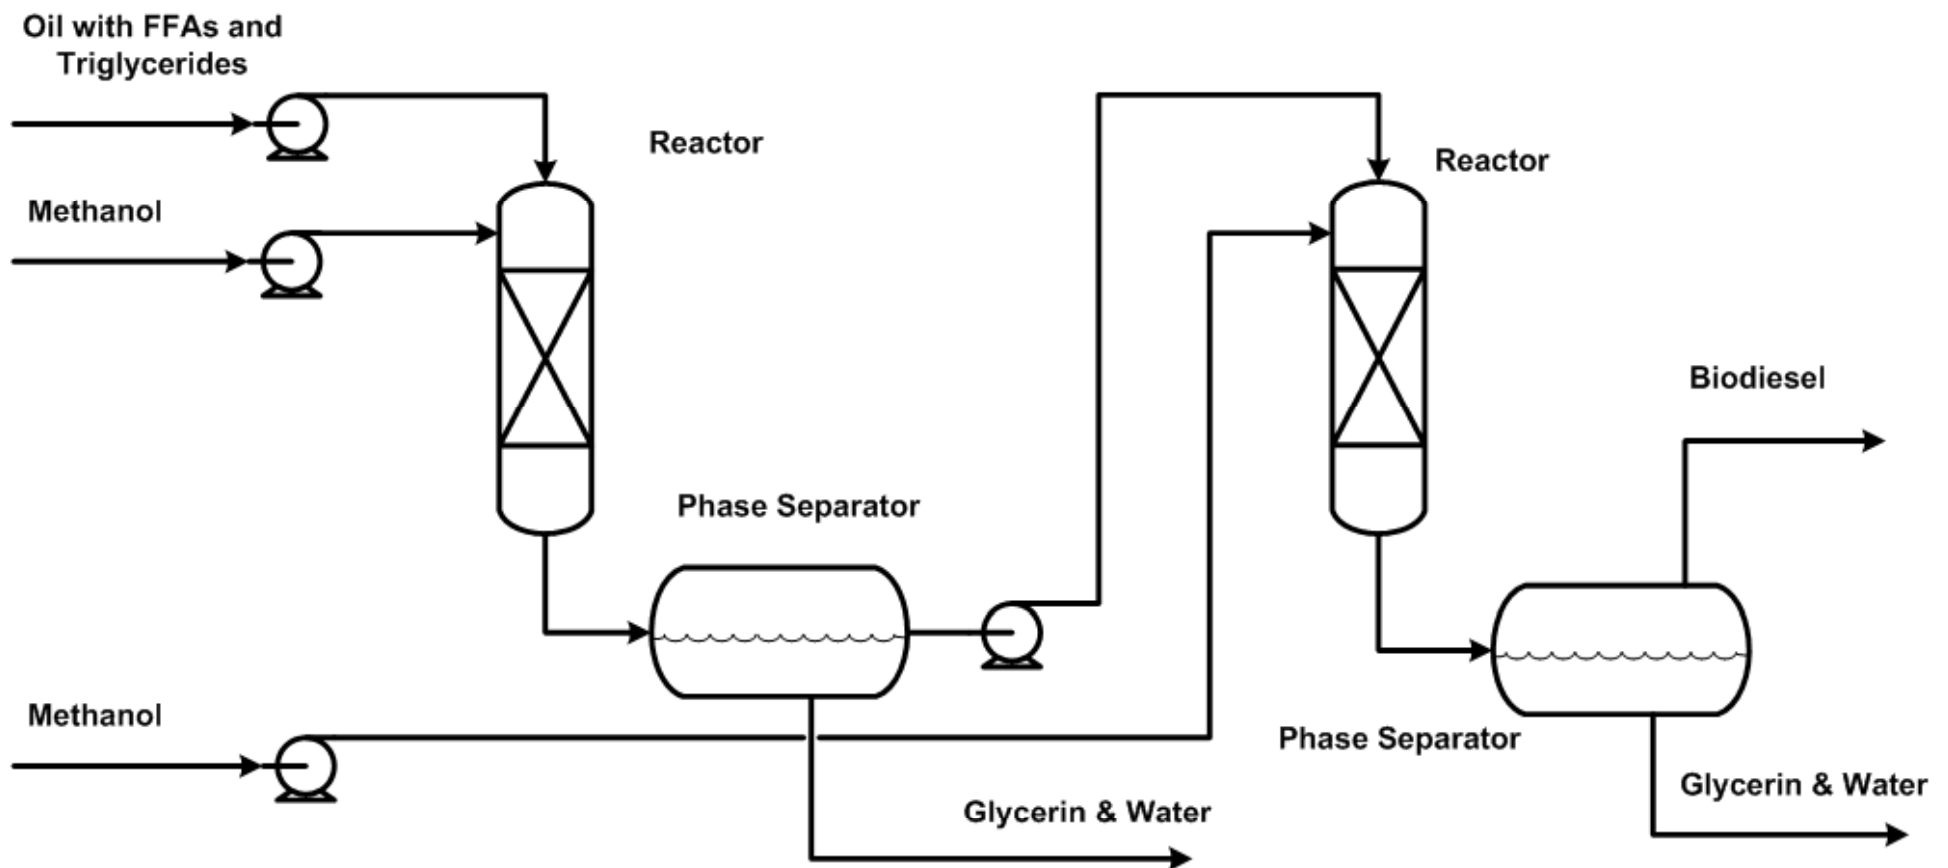 Oil with FFAs and
Triglycerides
Reactor
Reactor
Methanol
Biodiesel
Phase Separator
Methanol
Phase Separator
Glycerin & Water
Glycerin & Water